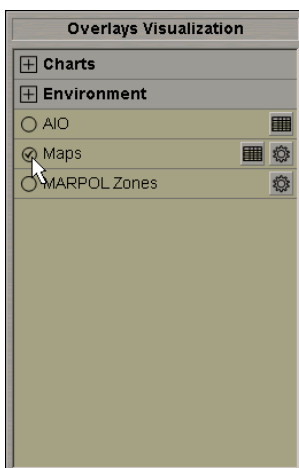 Overlays Visualization
Charts
Environment
AIO
Maps
MARPOL Zones